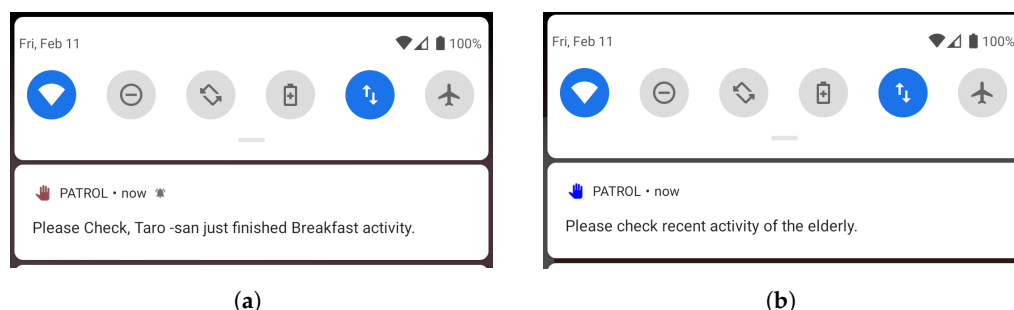 Fri, Feb 11 100%
PATROL • now
Please Check, Taro -san just finished Breakfast activity.
(a)
Fri, Feb 11 100%
PATROL • now
Please check recent activity of the elderly.
(b)